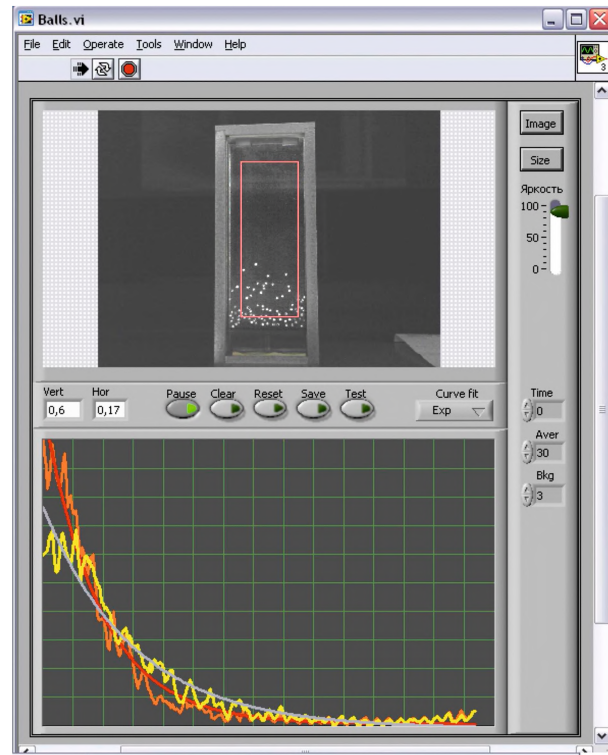 Balls.vi
File Edit Operate Tools Window Help
3
Image
Size
Яркость
100
50
0
Vert Hor Pause Clear Reset Save Test Curve fit Time
0,6 0,17 Exp 0
Aver
30
Bkg
3